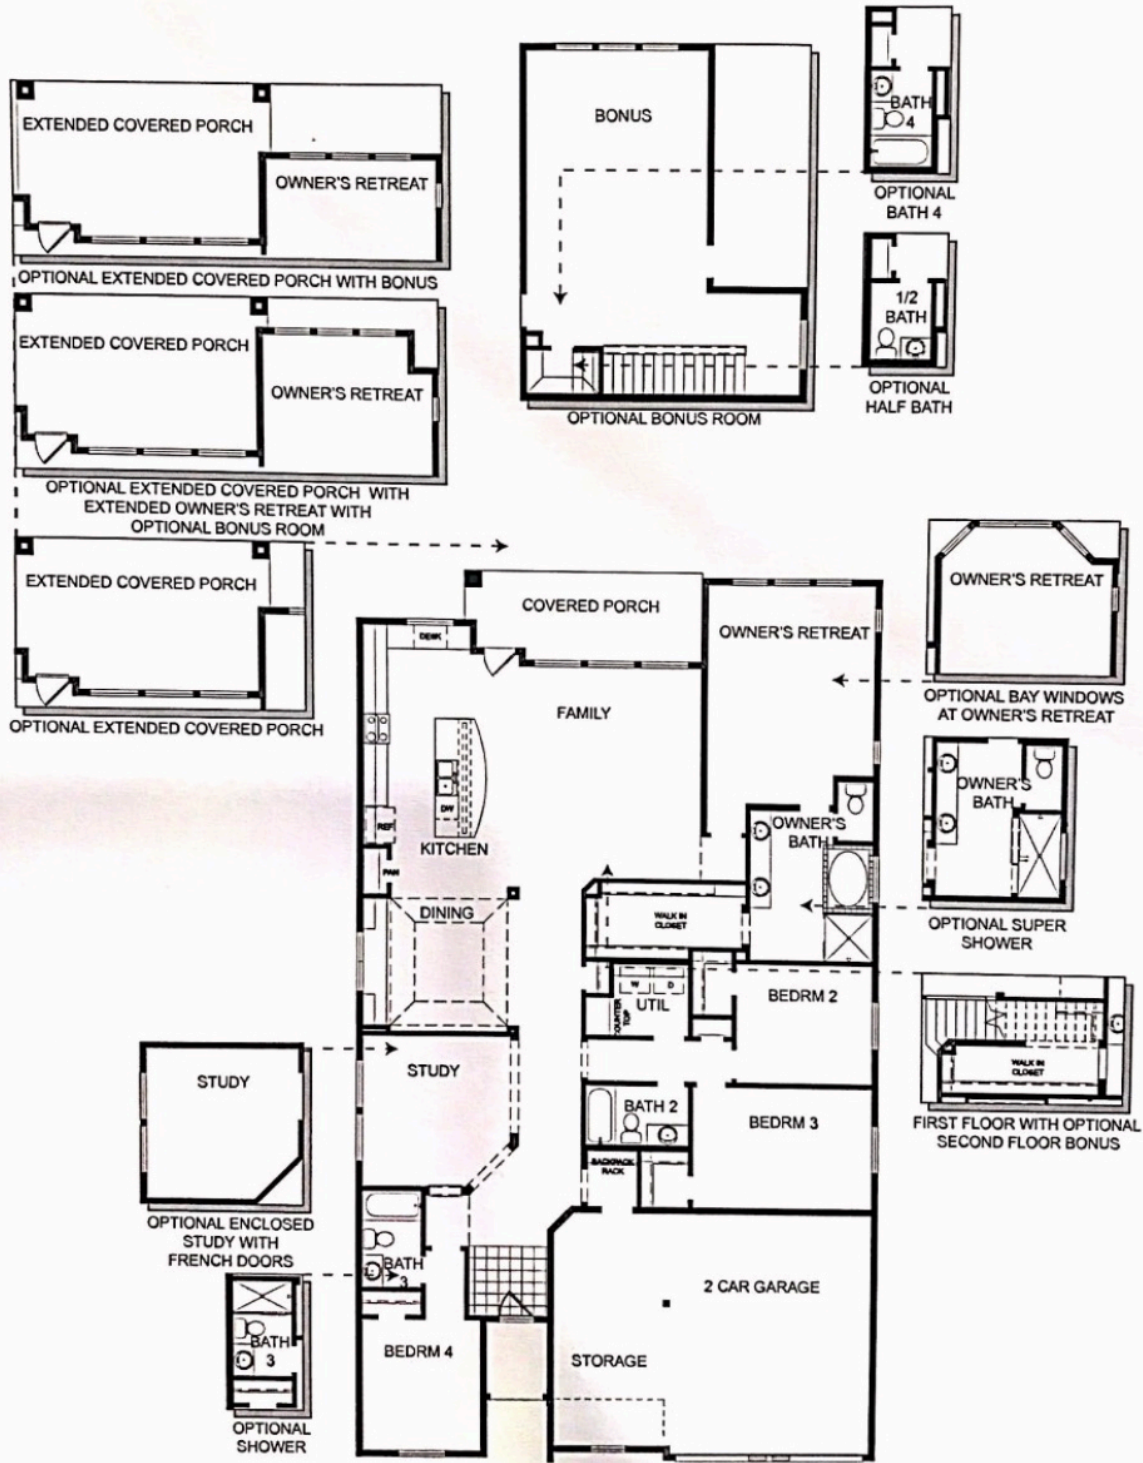 EXTENDED COVERED PORCH
OWNER'S RETREAT
OPTIONAL EXTENDED COVERED PORCH WITH BONUS
EXTENDED COVERED PORCH
OWNER'S RETREAT
OPTIONAL EXTENDED COVERED PORCH WITH
EXTENDED OWNER'S RETREAT WITH
OPTIONAL BONUS ROOM
EXTENDED COVERED PORCH
OPTIONAL EXTENDED COVERED PORCH
BONUS
OPTIONAL BONUS ROOM
BATH
4
OPTIONAL
BATH 4
1/2
BATH
OPTIONAL
HALF BATH
COVERED PORCH
OWNER'S RETREAT
DESK
FAMILY
DW
REF
KITCHEN
PAN
DINING
OWNER'S
BATH
WALK IN
CLOSET
W D
UTIL
COUNTER
TOP
BEDRM 2
STUDY
BATH 2
BEDRM 3
BACKPACK
RACK
BATH
3
2 CAR GARAGE
BEDRM 4
STORAGE
OWNER'S RETREAT
OPTIONAL BAY WINDOWS
AT OWNER'S RETREAT
OWNER'S
BATH
OPTIONAL SUPER
SHOWER
WALK IN
CLOSET
FIRST FLOOR WITH OPTIONAL
SECOND FLOOR BONUS
STUDY
OPTIONAL ENCLOSED
STUDY WITH
FRENCH DOORS
BATH
3
OPTIONAL
SHOWER